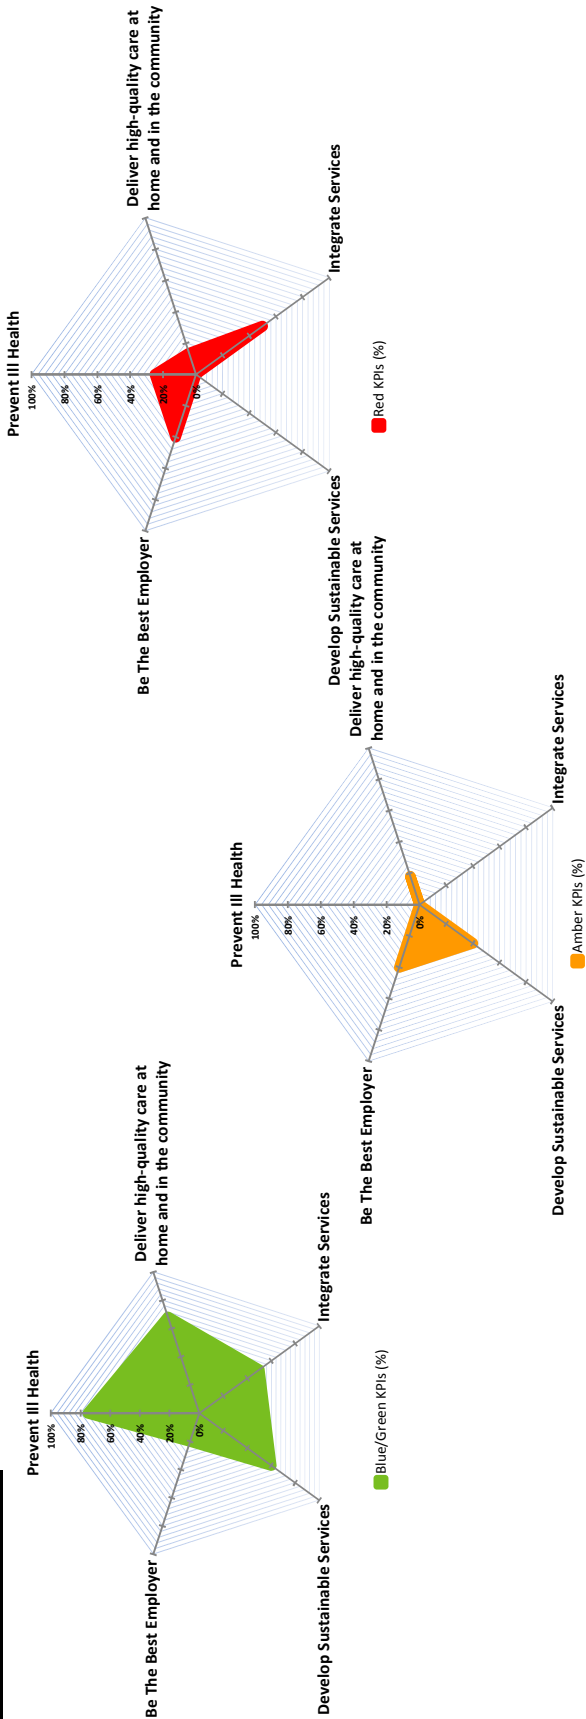 Prevent Ill Health
100%
80%
60%
40%
20%
0%
Deliver high-quality care at
home and in the community
Integrate Services
Develop Sustainable Services
Be The Best Employer
Blue/Green KPIs (%)
Prevent Ill Health
100%
80%
60%
40%
20%
0%
Deliver high-quality care at
home and in the community
Integrate Services
Develop Sustainable Services
Be The Best Employer
Amber KPIs (%)
Prevent Ill Health
100%
80%
60%
40%
20%
0%
Deliver high-quality care at
home and in the community
Integrate Services
Develop Sustainable Services
Be The Best Employer
Red KPIs (%)